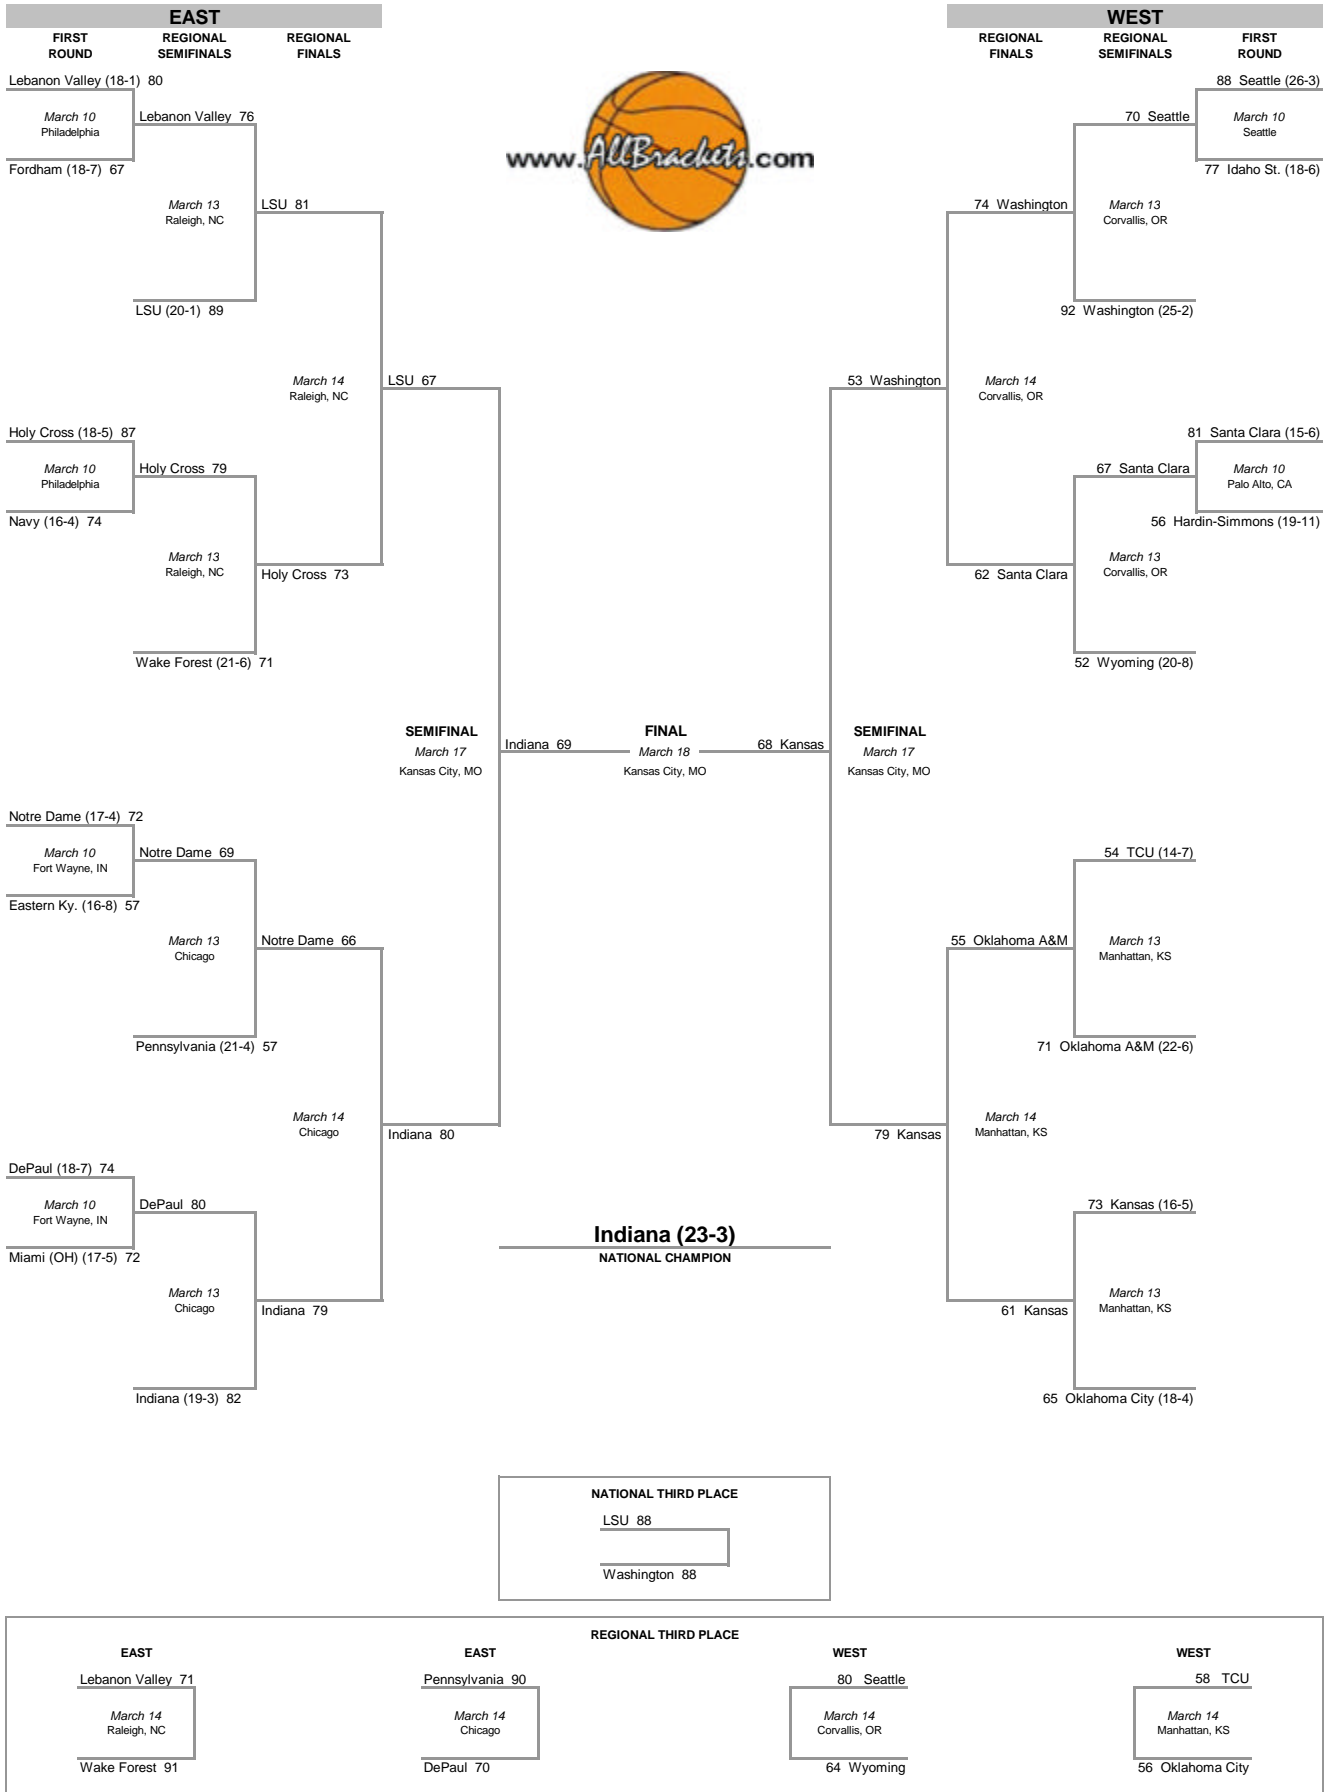 EAST
FIRST
ROUND
REGIONAL
SEMIFINALS
REGIONAL
FINALS
Lebanon Valley (18-1) 80
March 10
Philadelphia
Fordham (18-7) 67
Lebanon Valley 76
March 13
Raleigh, NC
LSU (20-1) 89
LSU 81
March 14
Raleigh, NC
Holy Cross (18-5) 87
March 10
Philadelphia
Navy (16-4) 74
Holy Cross 79
March 13
Raleigh, NC
Wake Forest (21-6) 71
Holy Cross 73
LSU 67
Notre Dame (17-4) 72
March 10
Fort Wayne, IN
Eastern Ky. (16-8) 57
Notre Dame 69
March 13
Chicago
Pennsylvania (21-4) 57
Notre Dame 66
March 14
Chicago
DePaul (18-7) 74
March 10
Fort Wayne, IN
Miami (OH) (17-5) 72
DePaul 80
March 13
Chicago
Indiana (19-3) 82
Indiana 79
Indiana 80
www.AllBrackets.com
SEMIFINAL
March 17
Kansas City, MO
Indiana 69
FINAL
March 18
Kansas City, MO
68 Kansas
SEMIFINAL
March 17
Kansas City, MO
Indiana (23-3)
NATIONAL CHAMPION
WEST
REGIONAL
FINALS
REGIONAL
SEMIFINALS
FIRST
ROUND
88 Seattle (26-3)
March 10
Seattle
77 Idaho St. (18-6)
70 Seattle
March 13
Corvallis, OR
92 Washington (25-2)
74 Washington
53 Washington
March 14
Corvallis, OR
81 Santa Clara (15-6)
March 10
Palo Alto, CA
56 Hardin-Simmons (19-11)
67 Santa Clara
March 13
Corvallis, OR
52 Wyoming (20-8)
62 Santa Clara
54 TCU (14-7)
March 13
Manhattan, KS
71 Oklahoma A&M (22-6)
55 Oklahoma A&M
March 14
Manhattan, KS
79 Kansas
73 Kansas (16-5)
March 13
Manhattan, KS
65 Oklahoma City (18-4)
61 Kansas
NATIONAL THIRD PLACE
LSU 88
Washington 88
REGIONAL THIRD PLACE
EAST
Lebanon Valley 71
March 14
Raleigh, NC
Wake Forest 91
EAST
Pennsylvania 90
March 14
Chicago
DePaul 70
WEST
80 Seattle
March 14
Corvallis, OR
64 Wyoming
WEST
58 TCU
March 14
Manhattan, KS
56 Oklahoma City